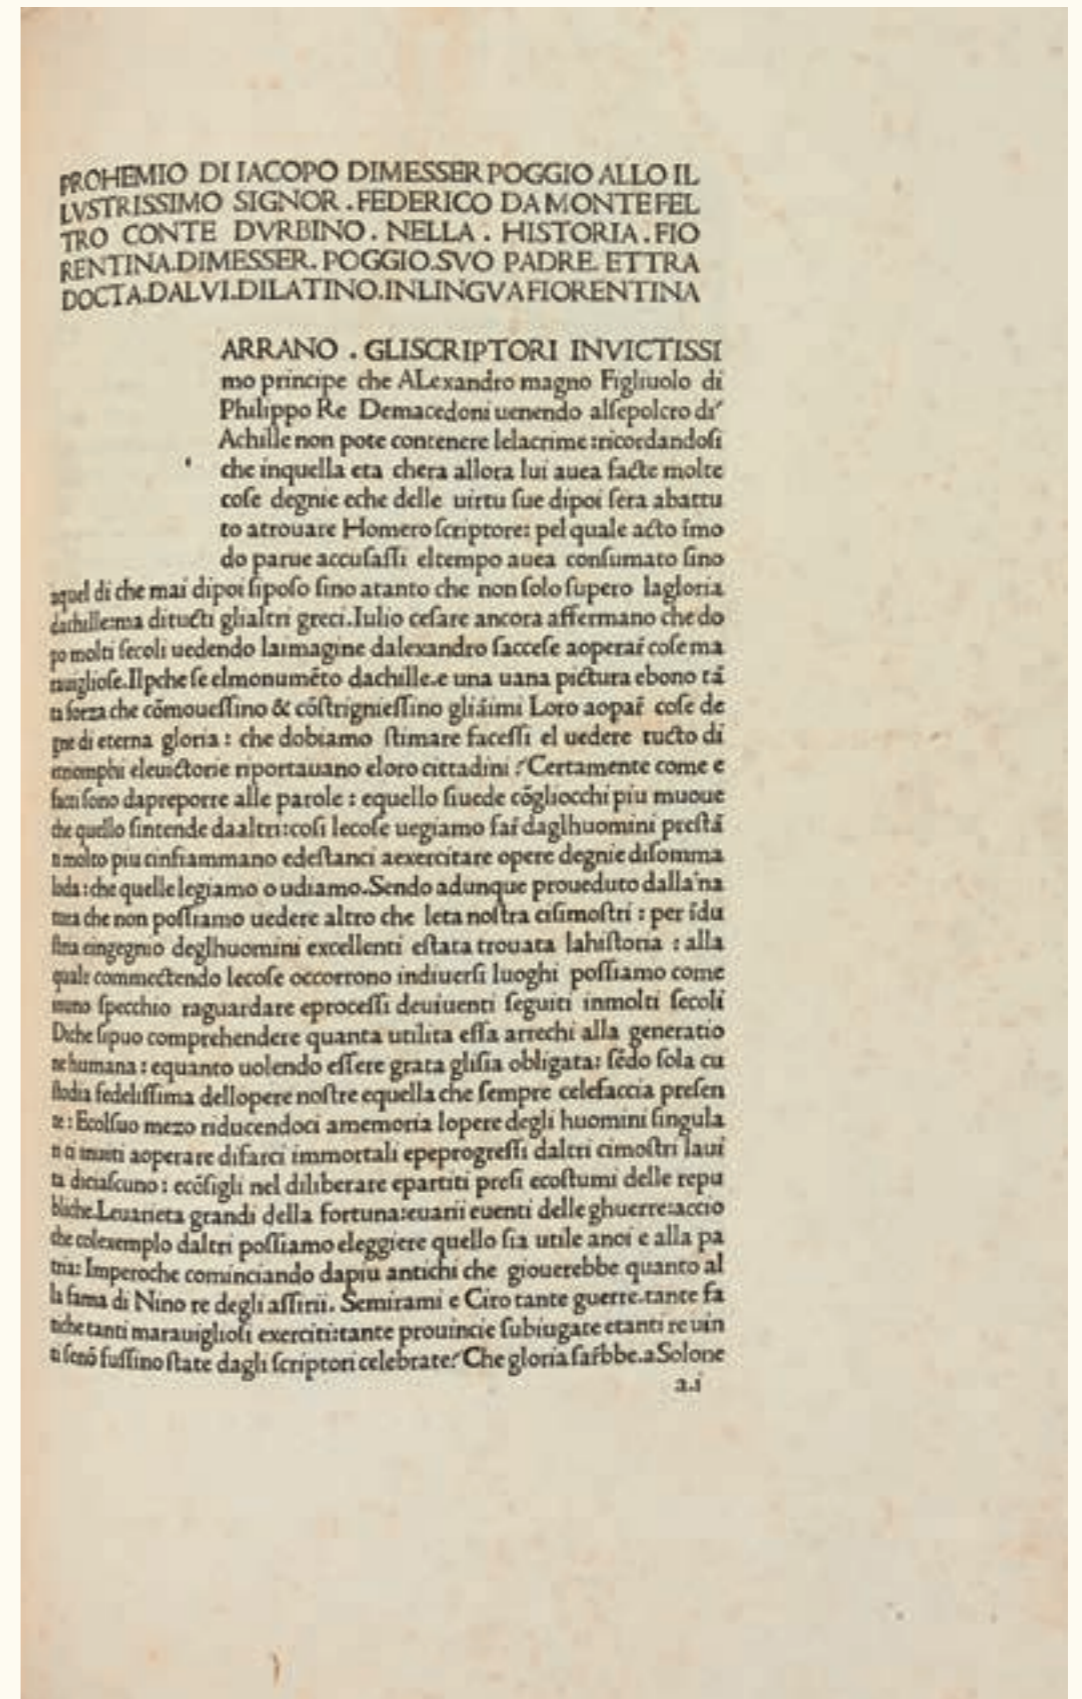 PROHEMIO DI IACOPO DIMESSER POGGIO ALLO IL
LVSTRISSIMO SIGNOR . FEDERICO DAMONTEFEL
TRO CONTE DVRBINO . NELLA . HISTORIA . FIO
RENTINA.DIMESSER. POGGIO.SVO PADRE. ETTRA
DOCTA.DALVI.DILATINO.INLINGVAFIORENTINA
ARRANO . GLISCRIPTORI INVICTISSI
mo principe che ALexandro magno Figliuolo di
Philippo Re Demacedoni uenendo alſepolcro di
Achille non pote contenere lelacrime:ricordandoſi
che inquella eta chera allora lui auea facte molte
coſe degnie eche delle uirtu ſue dipoi ſera abattu
to atrouare Homero ſcriptore: pel quale acto ĩmo
do parue accuſaſſi eltempo auea conſumato ſino
aquel di che mai dipoi ſipoſo ſino atanto che non ſolo ſupero lagloria
dachille:ma ditucti glialtri greci.Iulio ceſare ancora affermano che do
po molti ſecoli uedendo laimagine dalexandro ſacceſe aoperar̃ coſe ma
rauiglioſe.Ilpche ſe elmonumẽto dachille.e una uana pictura ebono tã
ta forza che cõmoueſſino & cõſtrignieſſino gliãimi Loro aopar̃ coſe de
gne di eterna gloria : che dobiamo ſtimare faceſſi el uedere tucto di
etriomphi eleuictorie riportauano eloro cittadini ? Certamente come e
facti ſono dapreporre alle parole : equello ſiuede cõgliocchi piu muoue
che quello ſintende daaltri:coſi lecoſe uegiamo far̃ daglhuomini preſtã
ti molto piu cinfiammano edeſtanci aexercitare opere degnie diſomma
loda : che quelle legiamo o udiamo.Sendo adunque proueduto dalla na
tura che non poſſiamo uedere altro che leta noſtra ciſimoſtri : per ĩdu
ſtria eingegnio deglhuomini excellenti eſtata trouata lahiſtoria : alla
quale commectendo lecoſe occorrono indiuerſi luoghi poſſiamo come
inuno ſpecchio raguardare eproceſſi deuiuenti ſeguiti inmolti ſecoli
Diche ſipuo comprehendere quanta utilita eſſa arrechi alla generatio
ne humana : equanto uolendo eſſere grata gliſia obligata: ſẽdo ſola cu
ſtodia fedeliſſima dellopere noſtre equella che ſempre celefaccia preſen
te : Ecolſuo mezo riducendoci amemoria lopere degli huomini ſingula
ri ci inuiti aoperare difarci immortali epeprogreſſi daltri cimoſtri laui
ta diciaſcuno : ecõſigli nel diliberare epartiti preſi ecoſtumi delle repu
bliche.Leuarieta grandi della fortuna:euarii euenti delle ghuerre:accio
che colexemplo daltri poſſiamo eleggiere quello ſia utile anoi e alla pa
tria: Imperoche cominciando dapiu antichi che giouerebbe quanto al
la fama di Nino re degli aſſirii. Semirami e Ciro tante guerre.tante fa
tiche tanti marauiglioſi exerciti:tante prouincie ſubiugate etanti re uin
ti ſenõ fuſſino ſtate dagli ſcriptori celebrate? Che gloria ſar̃bbe.aSolone
a.i